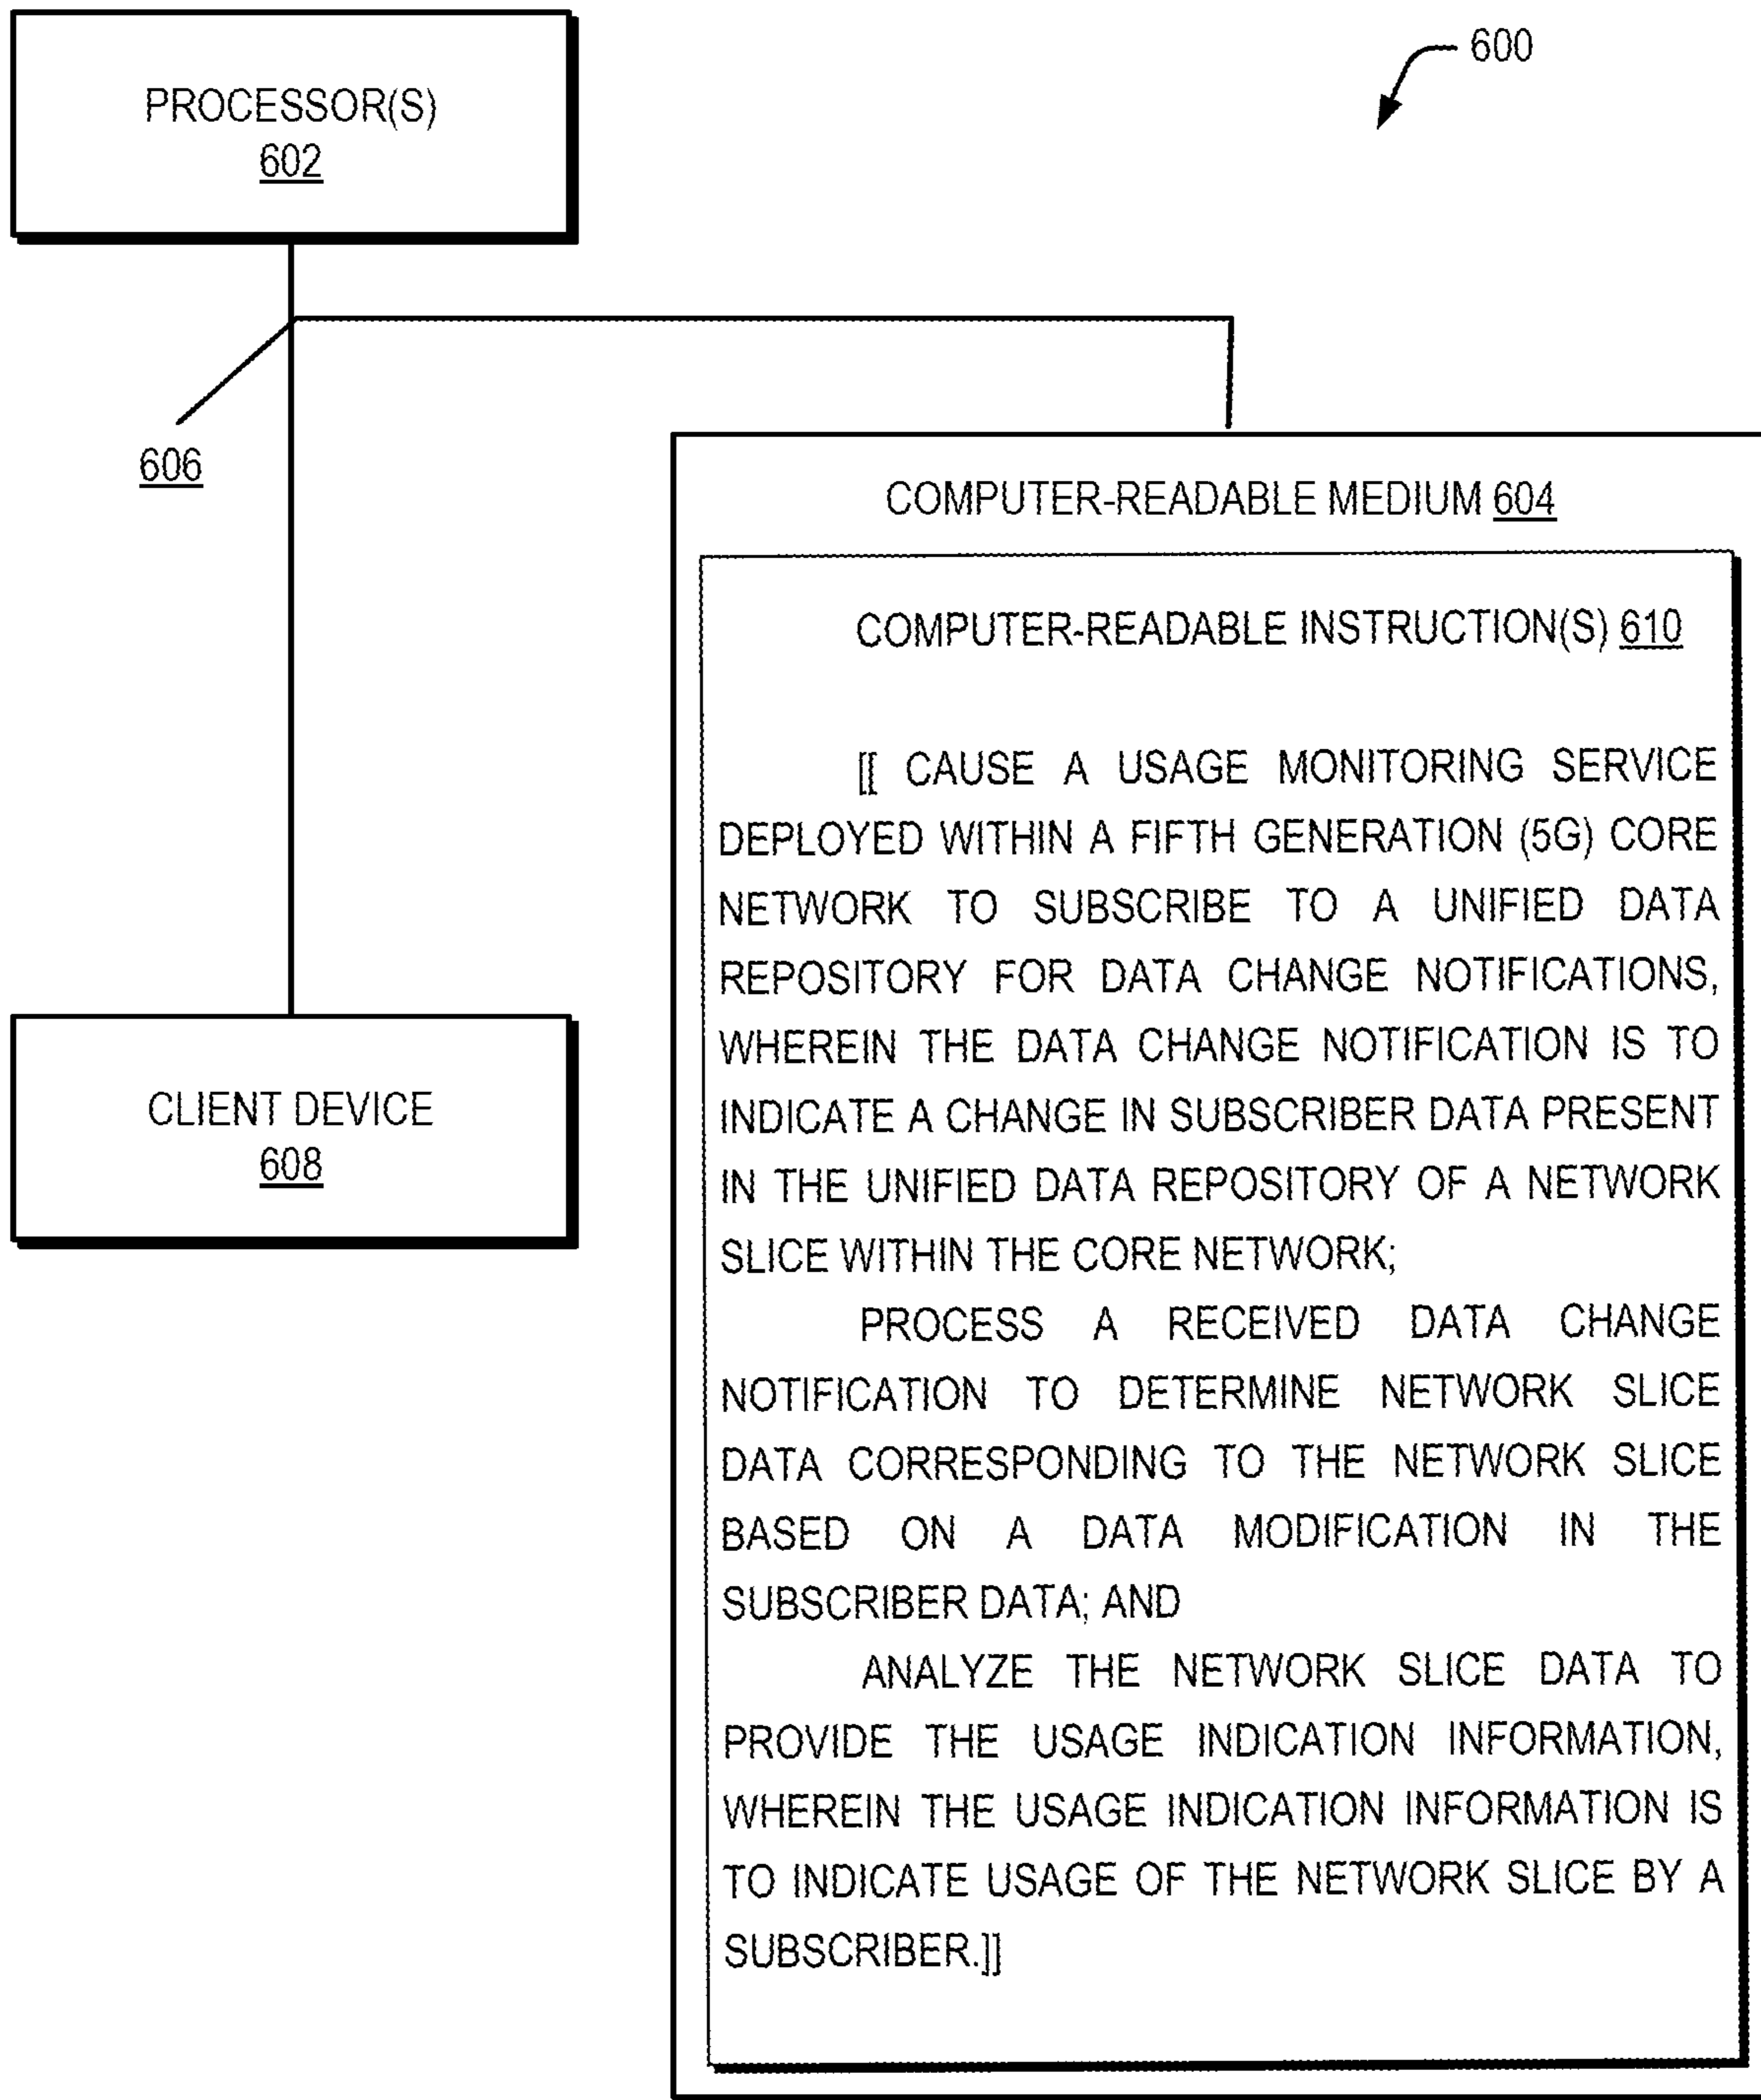 600
PROCESSOR(S)
602
606
COMPUTER-READABLE MEDIUM 604
COMPUTER-READABLE INSTRUCTION(S) 610
[[ CAUSE A USAGE MONITORING SERVICE
DEPLOYED WITHIN A FIFTH GENERATION (5G) CORE
NETWORK TO SUBSCRIBE TO A UNIFIED DATA
REPOSITORY FOR DATA CHANGE NOTIFICATIONS,
WHEREIN THE DATA CHANGE NOTIFICATION IS TO
INDICATE A CHANGE IN SUBSCRIBER DATA PRESENT
IN THE UNIFIED DATA REPOSITORY OF A NETWORK
SLICE WITHIN THE CORE NETWORK;
PROCESS A RECEIVED DATA CHANGE
NOTIFICATION TO DETERMINE NETWORK SLICE
DATA CORRESPONDING TO THE NETWORK SLICE
BASED ON A DATA MODIFICATION IN THE
SUBSCRIBER DATA; AND
ANALYZE THE NETWORK SLICE DATA TO
PROVIDE THE USAGE INDICATION INFORMATION,
WHEREIN THE USAGE INDICATION INFORMATION IS
TO INDICATE USAGE OF THE NETWORK SLICE BY A
SUBSCRIBER.]]
CLIENT DEVICE
608